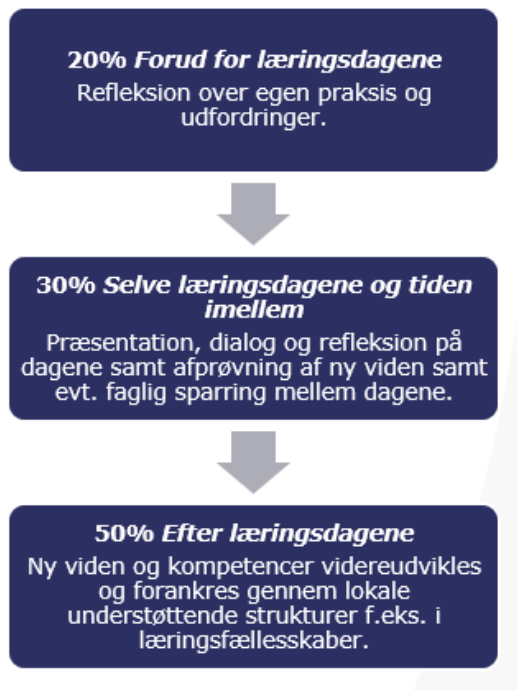 20% Forud for læringsdagene
Refleksion over egen praksis og
udfordringer.
30% Selve læringsdagene og tiden
imellem
Præsentation, dialog og refleksion på
dagene samt afprøvning af ny viden samt
evt. faglig sparring mellem dagene.
50% Efter læringsdagene
Ny viden og kompetencer videreudvikles
og forankres gennem lokale
understøttende strukturer f.eks. i
læringsfællesskaber.